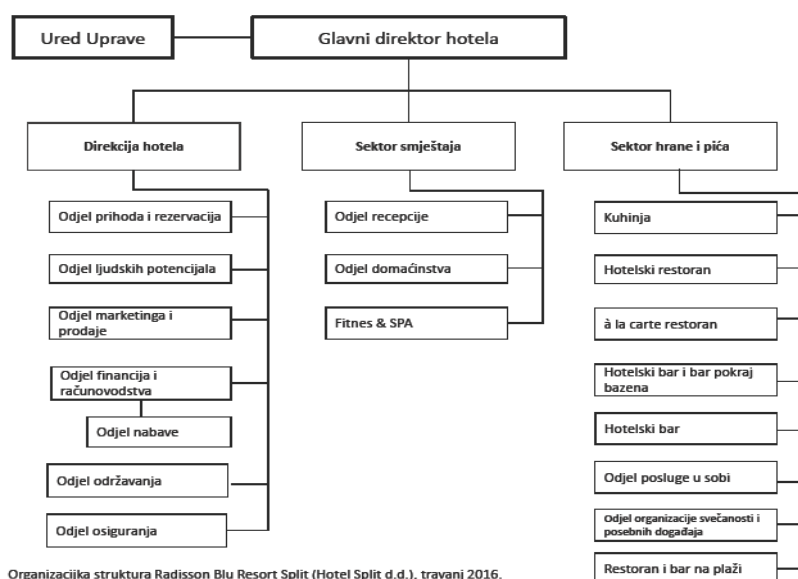 Ured Uprave
Glavni direktor hotela
Direkcija hotela
Sektor smještaja
Sektor hrane i pića
Odjel prihoda i rezervacija
Odjel ljudskih potencijala
Odjel marketinga i
prodaje
Odjel financija i
računovodstva
Odjel nabave
Odjel održavanja
Odjel osiguranja
Odjel recepcije
Odjel domaćinstva
Fitnes & SPA
Kuhinja
Hotelski restoran
à la carte restoran
Hotelski bar i bar pokraj
bazena
Hotelski bar
Odjel posluge u sobi
Odjel organizacije svečanosti i
posebnih događaja
Restoran i bar na plaži
Organizacijka struktura Radisson Blu Resort Split (Hotel Split d.d.), travanj 2016.